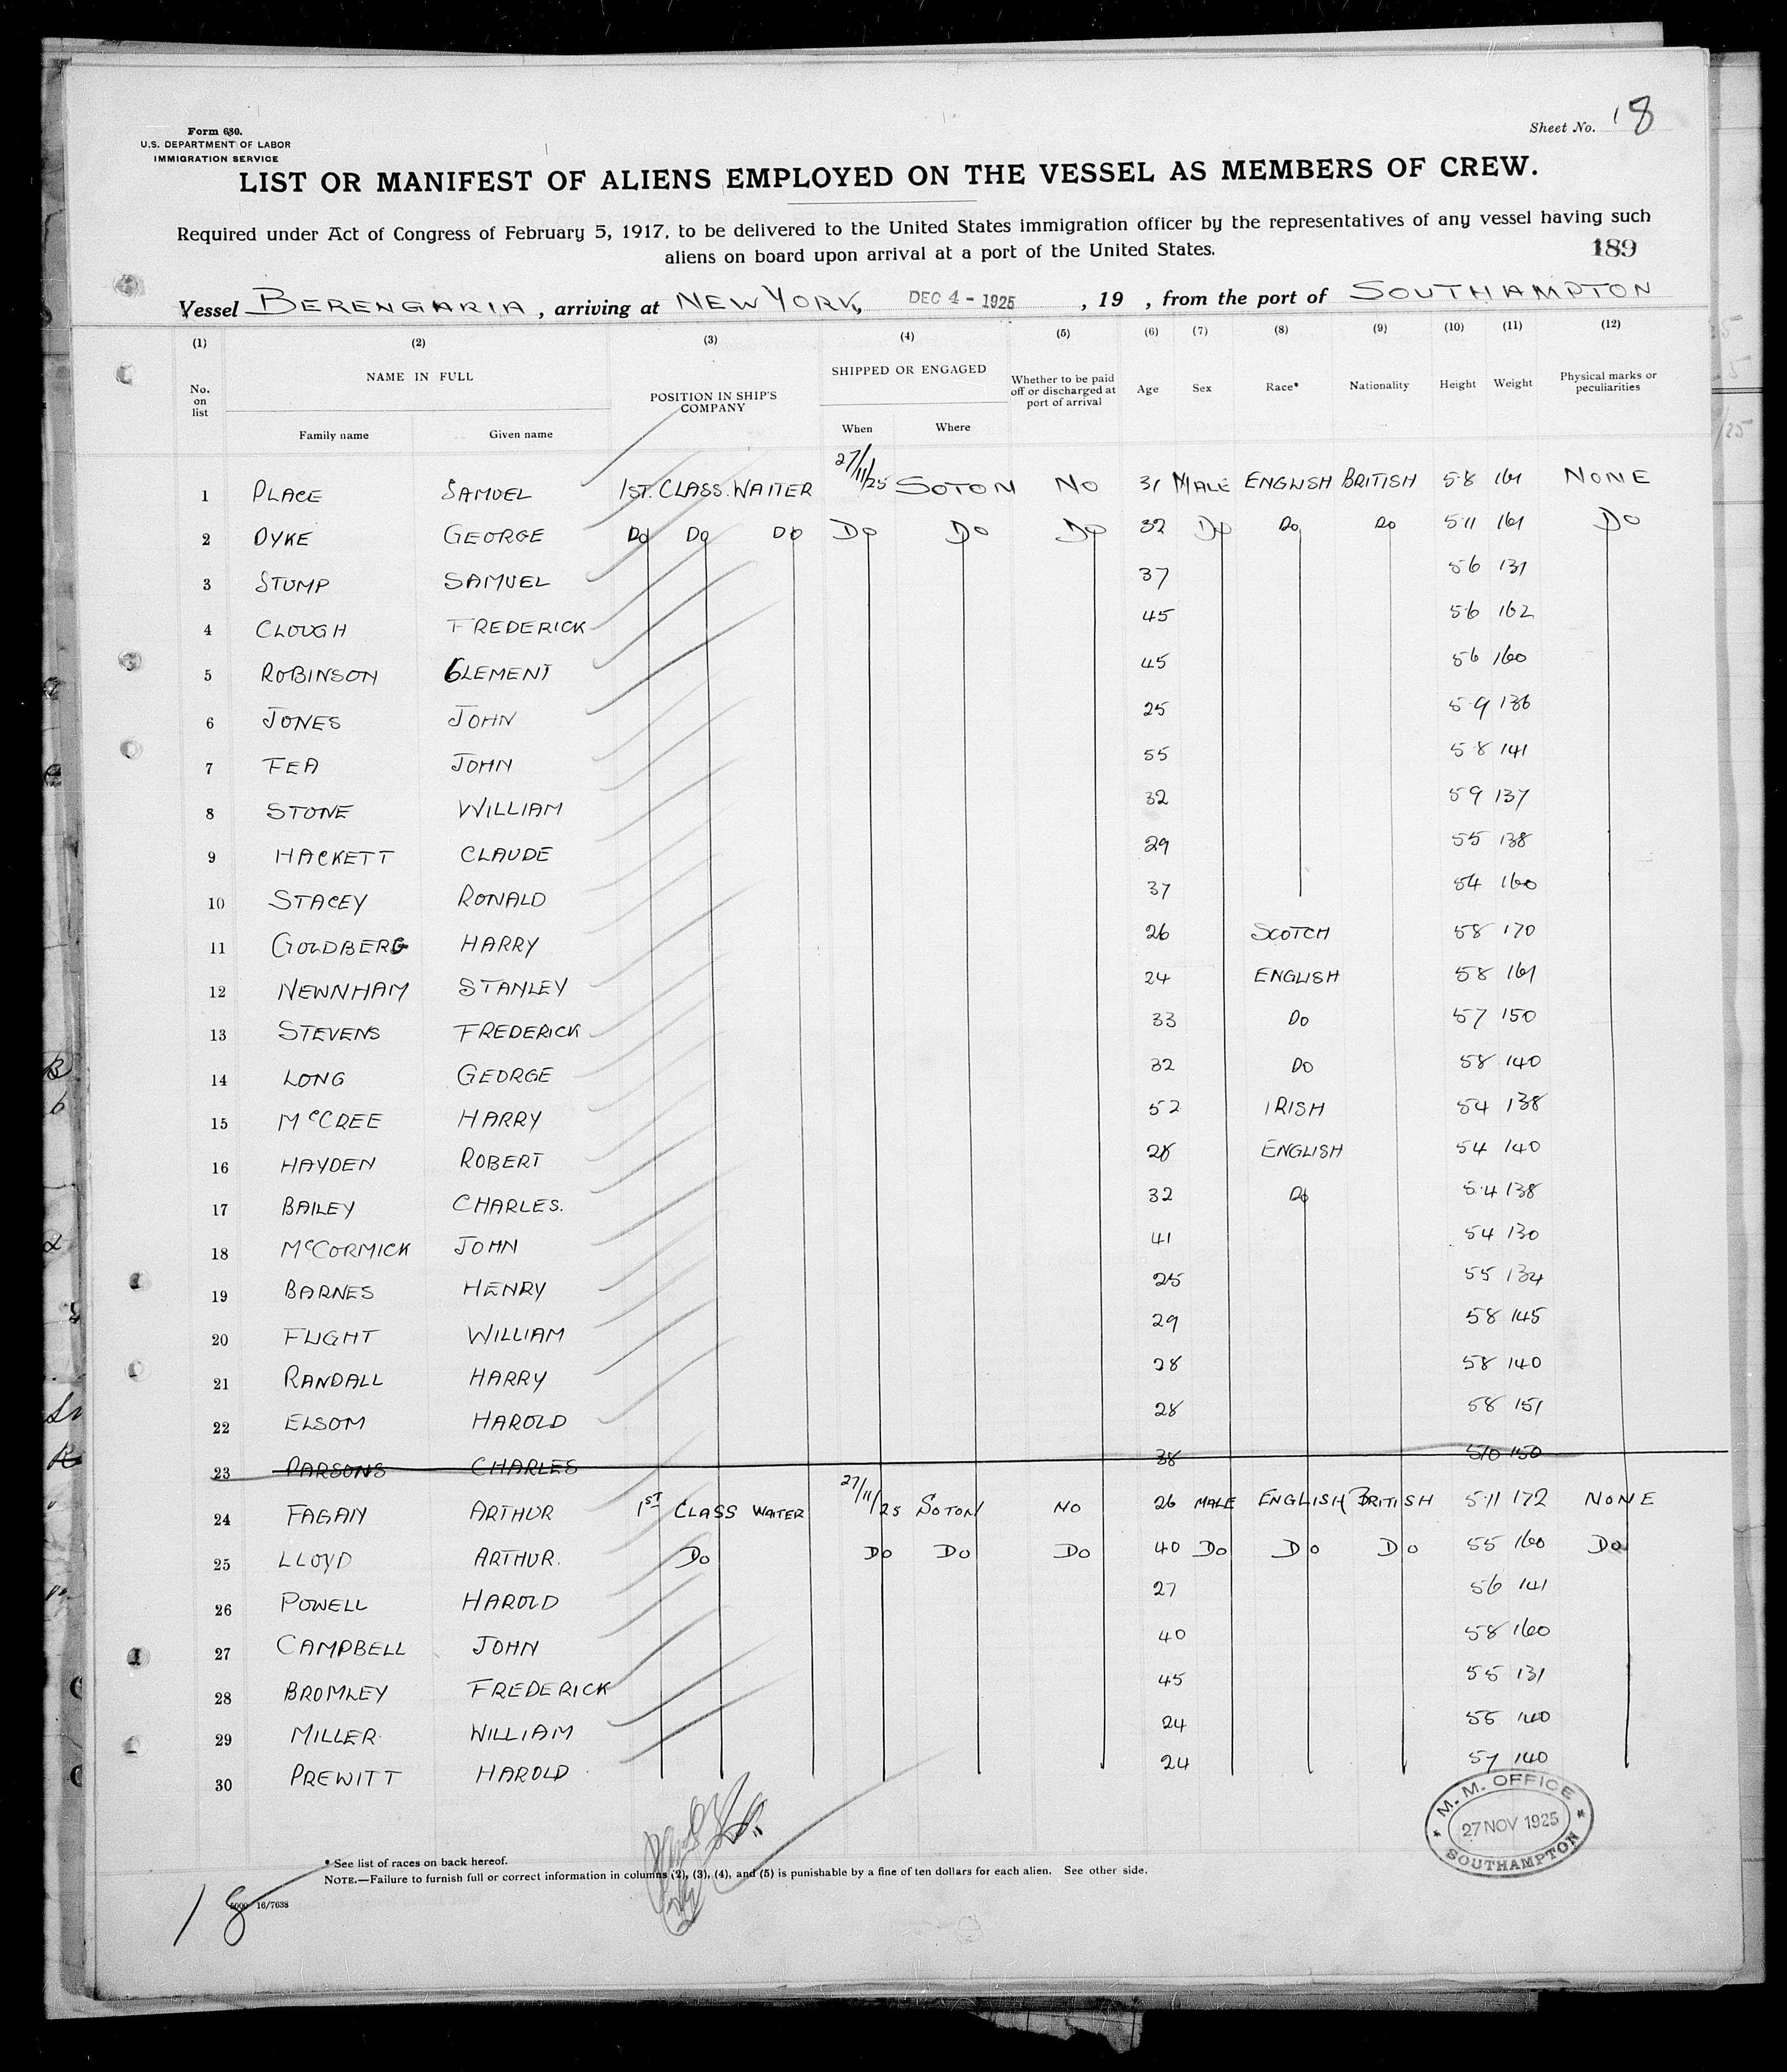 Form 680.
U.S. DEPARTMENT OF LABOR
IMMIGRATION SERVICE
Sheet No. 18
LIST OR MANIFEST OF ALIENS EMPLOYED ON THE VESSEL AS MEMBERS OF CREW.
Required under Act of Congress of February 5, 1917, to be delivered to the United States immigration officer by the representatives of any vessel having such
aliens on board upon arrival at a port of the United States.
189
Vessel BERENGARIA, arriving at NEW YORK, DEC 4 - 1925, 19 , from the port of SOUTHAMPTON
(1) (2) (3) (4) (5) (6) (7) (8) (9) (10) (11) (12)
No. on list
NAME IN FULL
Family name
Given name
POSITION IN SHIP'S COMPANY
SHIPPED OR ENGAGED
When
Where
Whether to be paid off or discharged at port of arrival
Age
Sex
Race*
Nationality
Height
Weight
Physical marks or peculiarities
1 PLACE SAMUEL 1ST. CLASS. WAITER 27/11/25 SOTON NO 31 MALE ENGLISH BRITISH 5·8 161 NONE
2 DYKE GEORGE DO DO DO DO DO DO 32 DO DO DO 5·11 161 DO
3 STUMP SAMUEL 37 5·6 131
4 CLOUGH FREDERICK 45 5·6 162
5 ROBINSON CLEMENT 45 5·6 160
6 JONES JOHN 25 5·9 136
7 FEA JOHN 55 5·8 141
8 STONE WILLIAM 32 5 9 137
9 HACKETT CLAUDE 29 5 5 138
10 STACEY RONALD 37 5 4 160
11 GOLDBERG HARRY 26 SCOTCH 5 8 170
12 NEWNHAM STANLEY 24 ENGLISH 5 8 161
13 STEVENS FREDERICK 33 DO 5 7 150
14 LONG GEORGE 32 DO 5 8 140
15 McCREE HARRY 52 IRISH 5 4 138
16 HAYDEN ROBERT 28 ENGLISH 5 4 140
17 BAILEY CHARLES. 32 DO 5·4 138
18 McCORMICK JOHN 41 5 4 130
19 BARNES HENRY 25 5 5 134
20 FLIGHT WILLIAM 29 5 8 145
21 RANDALL HARRY 28 5 8 140
22 ELSOM HAROLD 28 5 8 151
23 PARSONS CHARLES 38 5 10 150
24 FAGAN ARTHUR 1ST CLASS WAITER 27/11/25 SOTON NO 26 MALE ENGLISH BRITISH 5·11 172 NONE
25 LLOYD ARTHUR. DO DO DO DO 40 DO DO DO 5 5 160 DO
26 POWELL HAROLD 27 5 6 141
27 CAMPBELL JOHN 40 5 8 160
28 BROMLEY FREDERICK 45 5 5 131
29 MILLER. WILLIAM 24 5 5 140
30 PREWITT HAROLD 24 5 7 140
M. M. OFFICE
27 NOV 1925
SOUTHAMPTON
* See list of races on back hereof.
NOTE.—Failure to furnish full or correct information in columns (2), (3), (4), and (5) is punishable by a fine of ten dollars for each alien. See other side.
18
5000 16/7638